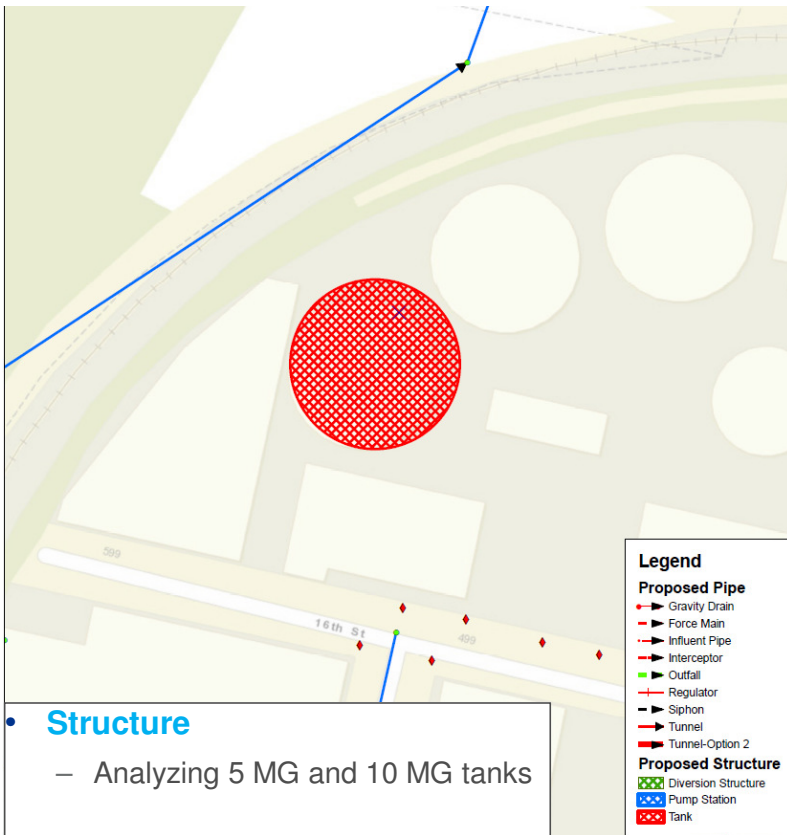 599
16th St
499
• Structure
– Analyzing 5 MG and 10 MG tanks
Legend
Proposed Pipe
Gravity Drain
Force Main
Influent Pipe
Interceptor
Outfall
Regulator
Siphon
Tunnel
Tunnel-Option 2
Proposed Structure
Diversion Structure
Pump Station
Tank